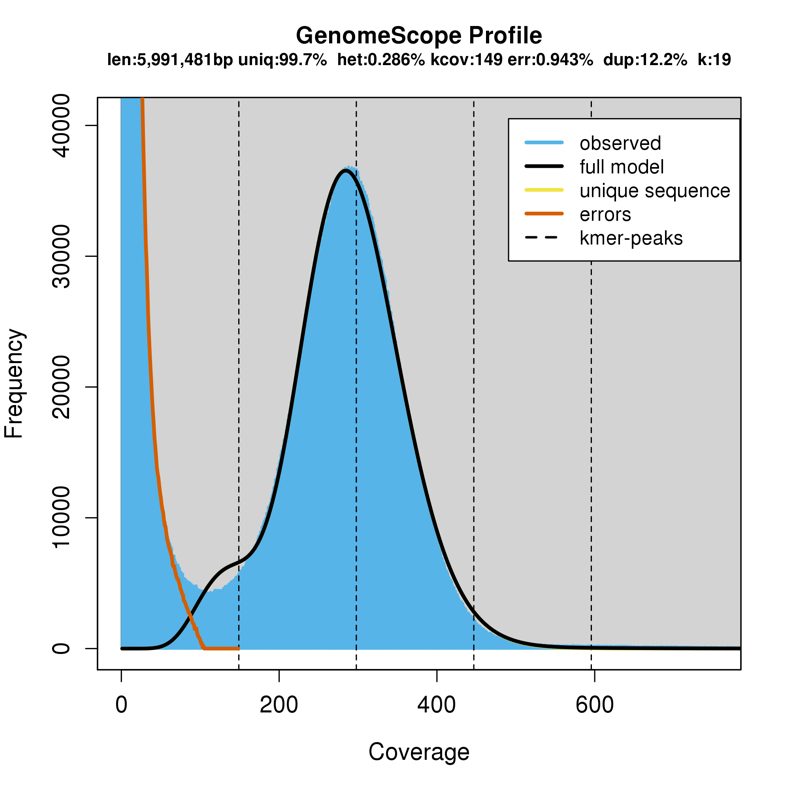 GenomeScope Profile
len:5,991,481bp uniq:99.7% het:0.286% kcov:149 err:0.943% dup:12.2% k:19
observed
full model
unique sequence
errors
kmer-peaks
Frequency
40000
30000
20000
10000
0
0 200 400 600
Coverage